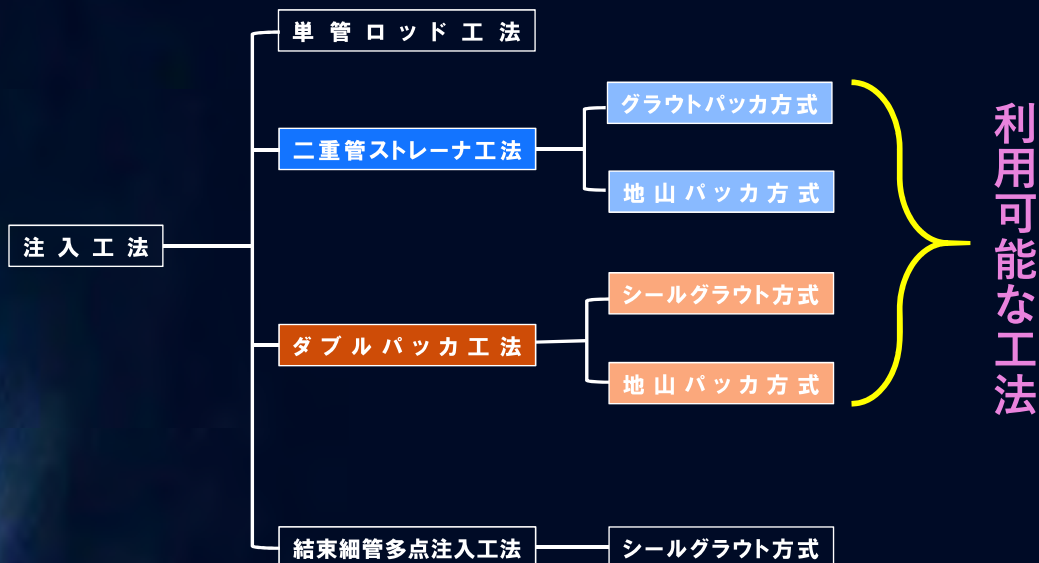 単管ロッド工法
グラウトパッカ方式
二重管ストレーナ工法
地山パッカ方式
注入工法
シールグラウト方式
ダブルパッカ工法
地山パッカ方式
結束細管多点注入工法
シールグラウト方式
利用可能な工法